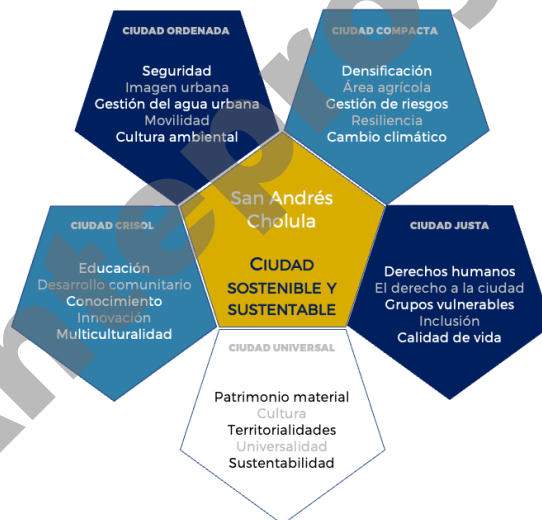 CIUDAD ORDENADA
Seguridad
Imagen urbana
Gestión del agua urbana
Movilidad
Cultura ambiental
CIUDAD COMPACTA
Densificación
Área agrícola
Gestión de riesgos
Resiliencia
Cambio climático
San Andrés
Cholula
CIUDAD
SOSTENIBLE Y
SUSTENTABLE
CIUDAD CRISOL
Educación
Desarrollo comunitario
Conocimiento
Innovación
Multiculturalidad
CIUDAD JUSTA
Derechos humanos
El derecho a la ciudad
Grupos vulnerables
Inclusión
Calidad de vida
CIUDAD UNIVERSAL
Patrimonio material
Cultura
Territorialidades
Universalidad
Sustentabilidad